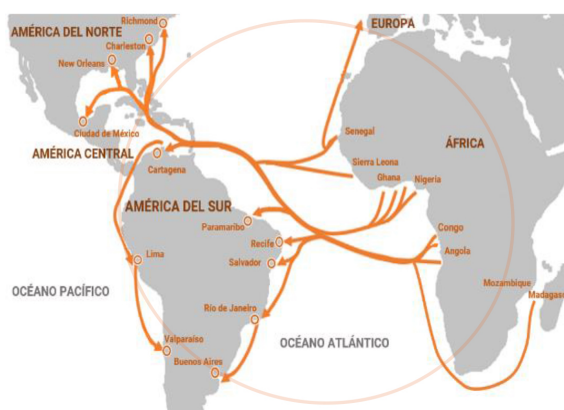 Richmond
EUROPA
AMÉRICA DEL NORTE
Charleston
New Orleans
Ciudad de México
Senegal
ÁFRICA
AMÉRICA CENTRAL
Cartagena
Sierra Leona
Ghana
Nigeria
AMÉRICA DEL SUR
Paramaribo
Congo
Recife
Angola
Lima
Salvador
OCÉANO PACÍFICO
Mozambique
Madagasc
Río de Janeiro
Valparaíso
OCÉANO ATLÁNTICO
Buenos Aires